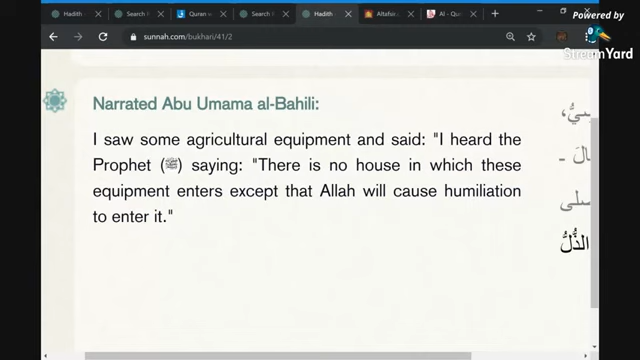 Powered by
StreamYard
Hadith
Search
Quran w
Search
Hadith
Altafsir
Al - Qu
sunnah.com/bukhari/41/2
Narrated Abu Umama al-Bahili:
I saw some agricultural equipment and said: "I heard the
Prophet (ﷺ) saying: "There is no house in which these
equipment enters except that Allah will cause humiliation
to enter it."
الذُّلُّ